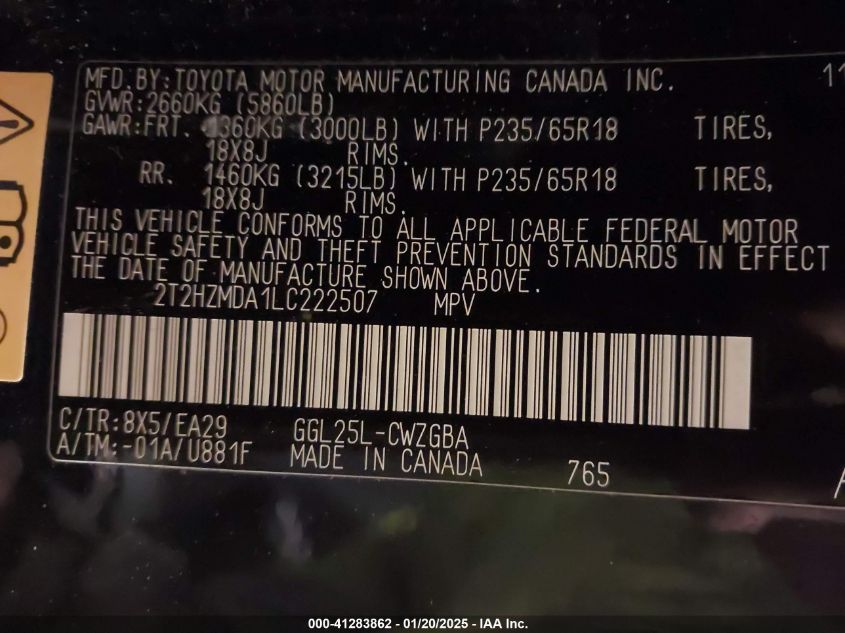 MFD. BY: TOYOTA MOTOR MANUFACTURING CANADA INC. 11
GVWR: 2660KG (5860LB)
GAWR: FRT. 1360KG (3000LB) WITH P235/65R18 TIRES,
18X8J RIMS.
RR. 1460KG (3215LB) WITH P235/65R18 TIRES,
18X8J RIMS.
THIS VEHICLE CONFORMS TO ALL APPLICABLE FEDERAL MOTOR
VEHICLE SAFETY AND THEFT PREVENTION STANDARDS IN EFFECT
THE DATE OF MANUFACTURE SHOWN ABOVE.
2T2HZMDA1LC222507 MPV
C/TR: 8X5/EA29 GGL25L-CWZGBA
A/TM: -01A/U881F MADE IN CANADA 765
000-41283862 — 01/20/2025 - IAA Inc.